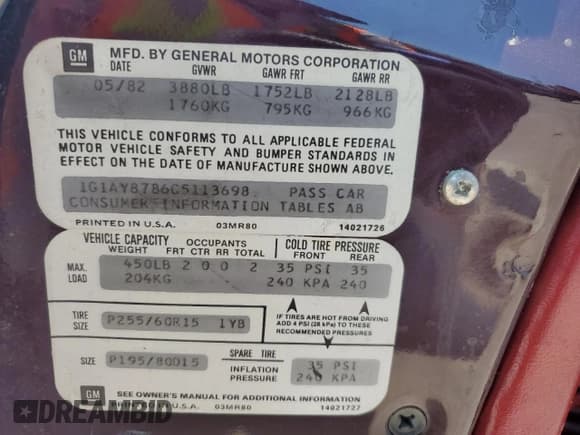 GM
MFD. BY GENERAL MOTORS CORPORATION
DATE GVWR GAWR FRT GAWR RR
05/82 3880LB 1752LB 2128LB
1760KG 795KG 966KG
THIS VEHICLE CONFORMS TO ALL APPLICABLE FEDERAL
MOTOR VEHICLE SAFETY AND BUMPER STANDARDS IN
EFFECT ON THE DATE OF MANUFACTURE SHOWN ABOVE.
1G1AY8786C5113698 PASS CAR
CONSUMER INFORMATION TABLES AB
PRINTED IN U.S.A. 03MR80 14021726
VEHICLE CAPACITY OCCUPANTS COLD TIRE PRESSURE
WEIGHT FRT CTR RR TOTAL FRONT REAR
MAX. LOAD 450LB 2 0 0 2 35 PSI 35
204KG 240 KPA 240
TIRE SIZE P255/60R15 IYB
IF TIRES ARE NOT FROM DRIVING
ADD 4 PSI (28 kPa) TO THESE
RECOMMENDED PRESSURES
SIZE P195/80D15
SPARE TIRE
INFLATION PRESSURE 35 PSI
240 KPA
GM
SEE OWNER'S MANUAL FOR ADDITIONAL INFORMATION
PRINTED IN U.S.A. 03MR80 14021727
DREAMBID